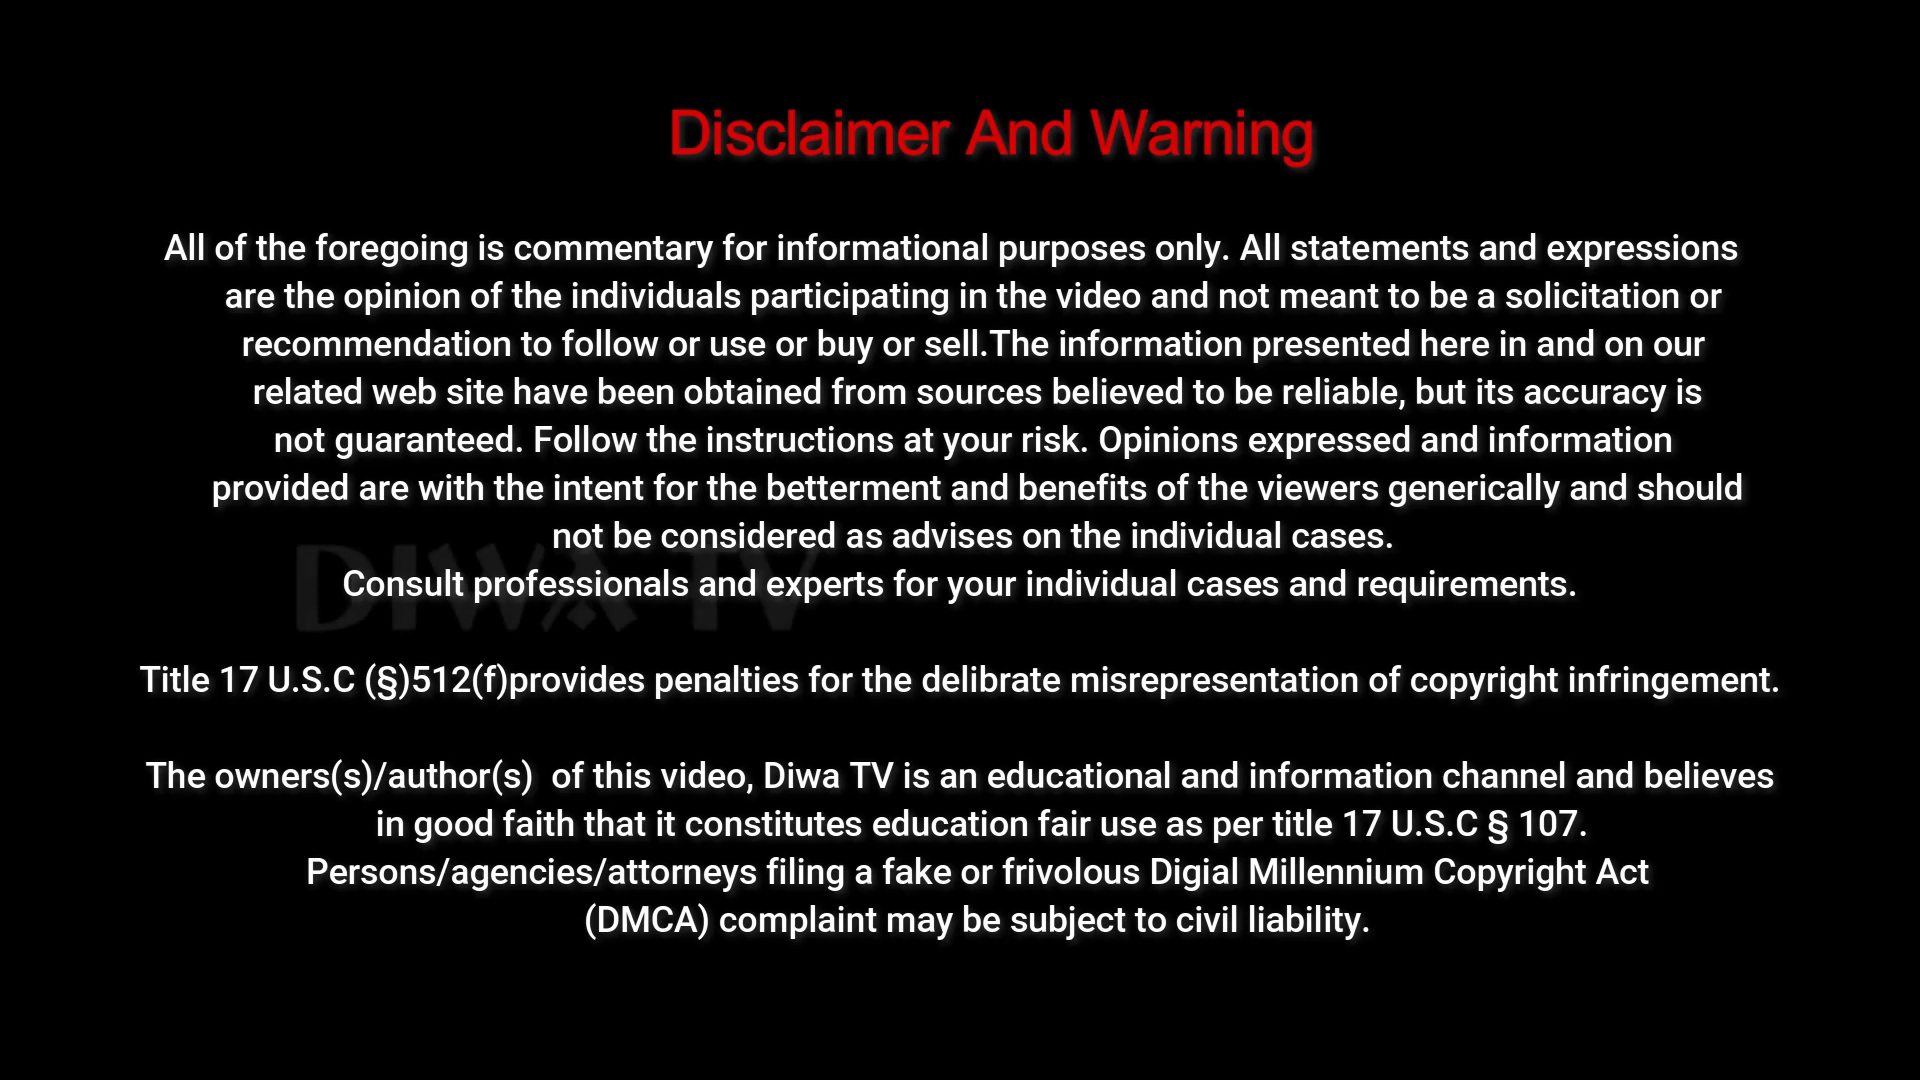 Disclaimer And Warning
All of the foregoing is commentary for informational purposes only. All statements and expressions
are the opinion of the individuals participating in the video and not meant to be a solicitation or
recommendation to follow or use or buy or sell.The information presented here in and on our
related web site have been obtained from sources believed to be reliable, but its accuracy is
not guaranteed. Follow the instructions at your risk. Opinions expressed and information
provided are with the intent for the betterment and benefits of the viewers generically and should
not be considered as advises on the individual cases.
DIWA TV
Consult professionals and experts for your individual cases and requirements.
Title 17 U.S.C (§)512(f)provides penalties for the delibrate misrepresentation of copyright infringement.
The owners(s)/author(s)  of this video, Diwa TV is an educational and information channel and believes
in good faith that it constitutes education fair use as per title 17 U.S.C § 107.
Persons/agencies/attorneys filing a fake or frivolous Digial Millennium Copyright Act
(DMCA) complaint may be subject to civil liability.